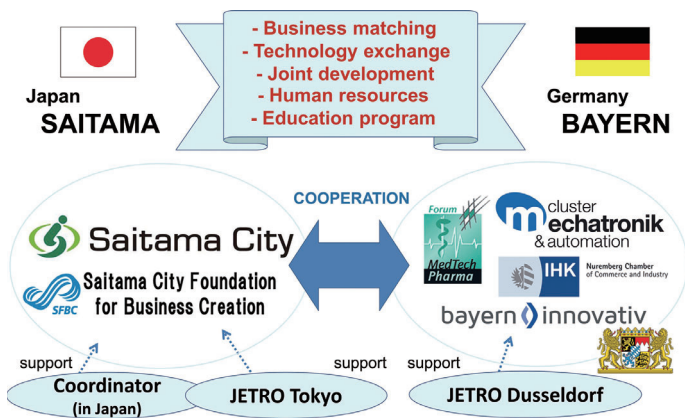 - Business matching
- Technology exchange
- Joint development
- Human resources
- Education program
Japan
SAITAMA
Germany
BAYERN
COOPERATION
Saitama City
SFBC
Saitama City Foundation
for Business Creation
Forum
MedTech
Pharma
cluster
mechatronik
& automation
IHK
Nuremberg Chamber
of Commerce and Industry
bayern innovativ
support
support
support
Coordinator
(in Japan)
JETRO Tokyo
JETRO Dusseldorf